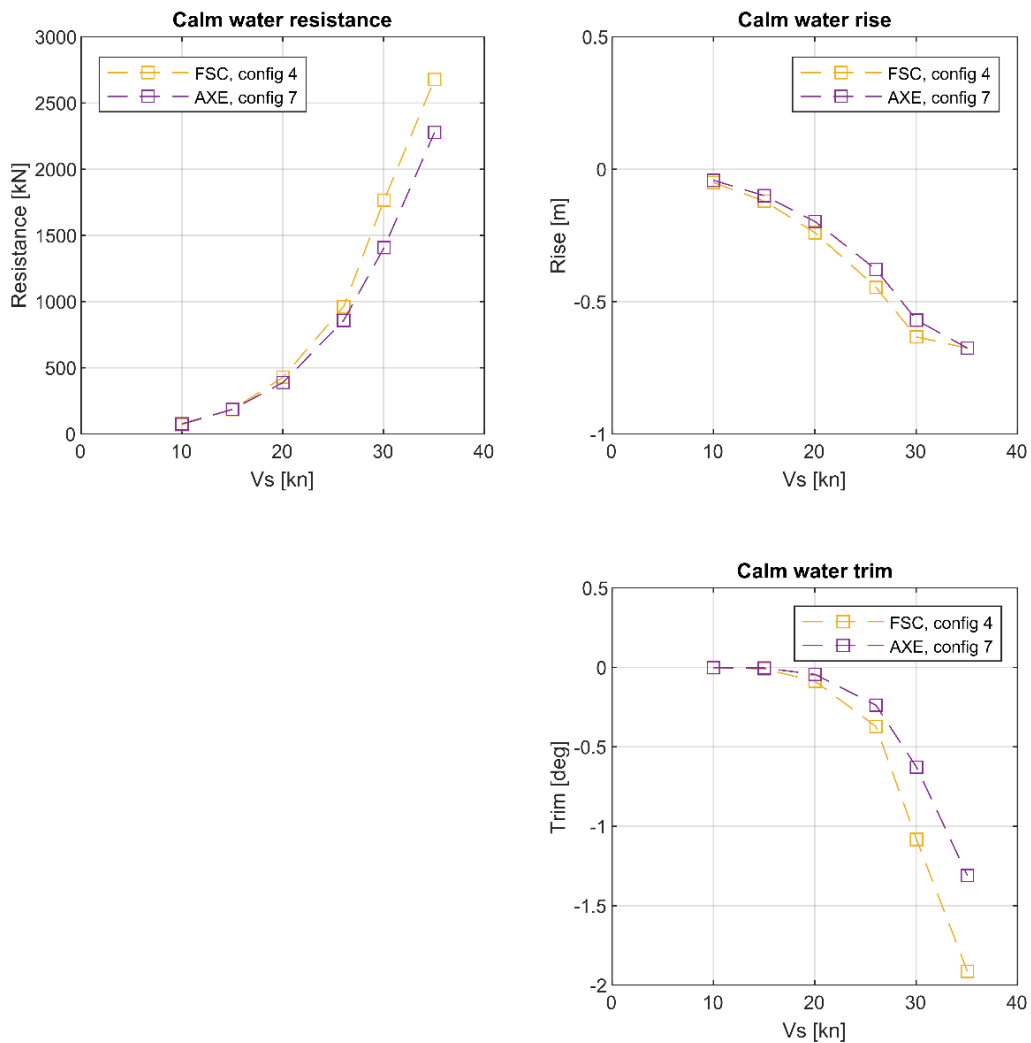 Calm water resistance
3000
2500
2000
1500
1000
500
0
Resistance [kN]
FSC, config 4
AXE, config 7
0
10
20
30
40
Vs [kn]
Calm water rise
0.5
0
-0.5
-1
Rise [m]
FSC, config 4
AXE, config 7
0
10
20
30
40
Vs [kn]
Calm water trim
0.5
0
-0.5
-1
-1.5
-2
Trim [deg]
FSC, config 4
AXE, config 7
0
10
20
30
40
Vs [kn]